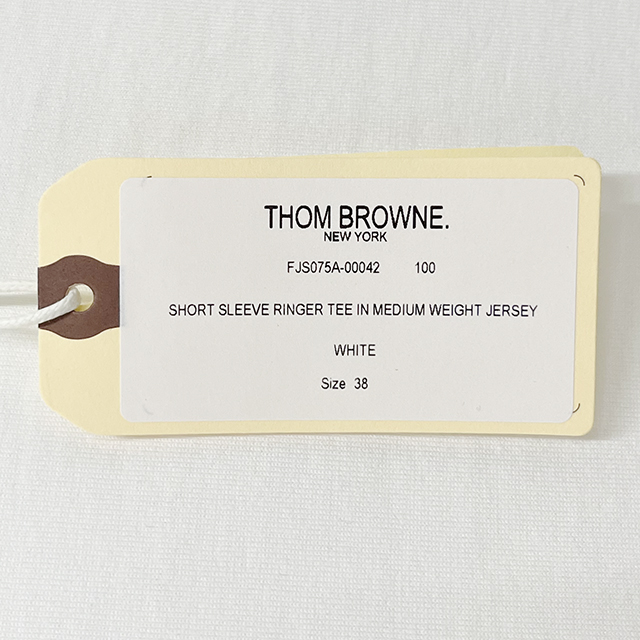 THOM BROWNE.
NEW YORK
FJS075A-00042 100
SHORT SLEEVE RINGER TEE IN MEDIUM WEIGHT JERSEY
WHITE
Size 38